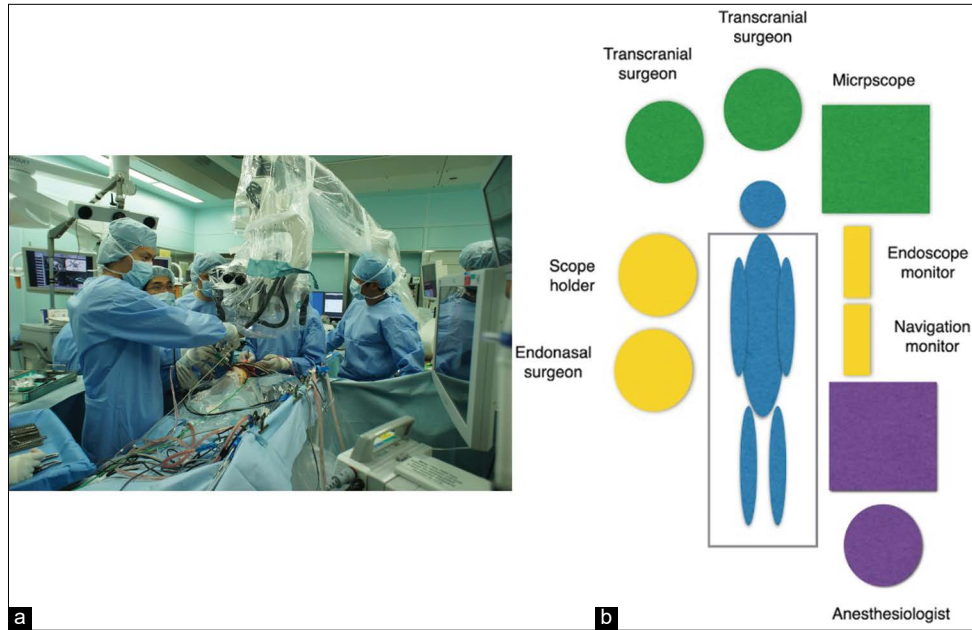 Transcranial
surgeon
Transcranial
surgeon
Micrpscope
Scope
holder
Endoscope
monitor
Endonasal
surgeon
Navigation
monitor
Anesthesiologist
a
b